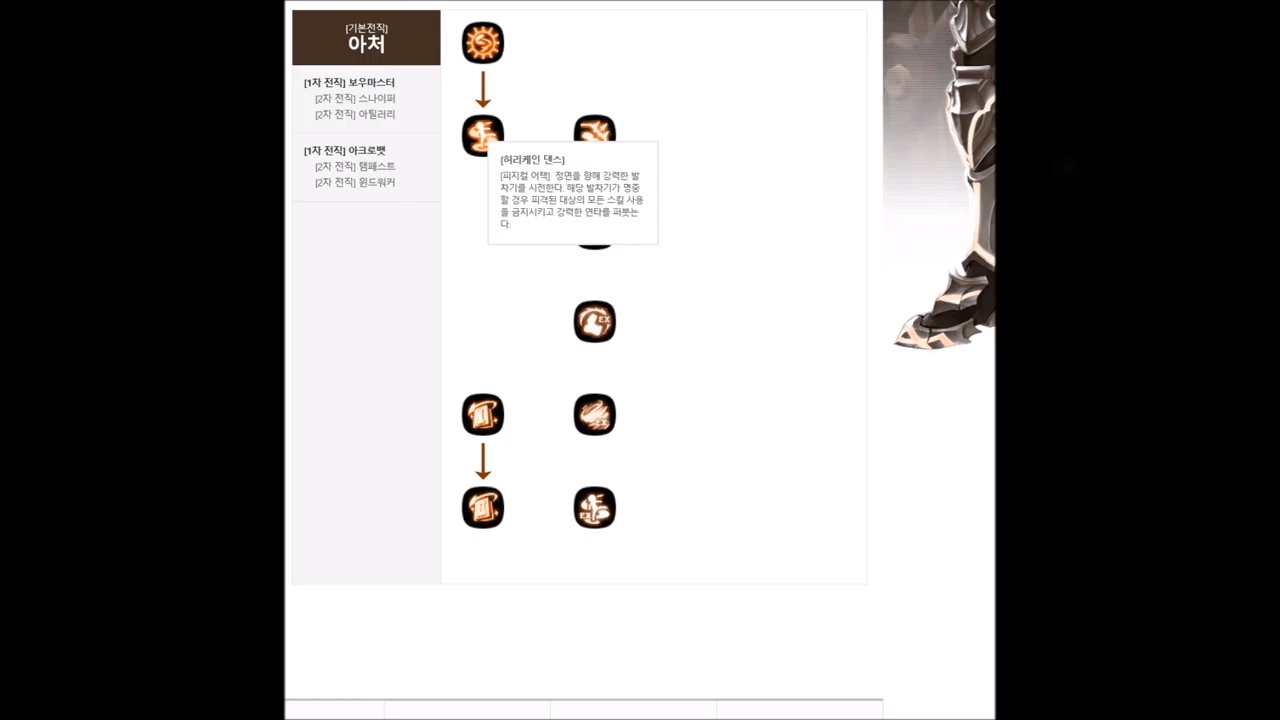 [기본전직]
아처
[1차 전직] 보우마스터
[2차 전직] 스나이퍼
[2차 전직] 아틸러리
[1차 전직] 아크로뱃
[2차 전직] 템페스트
[2차 전직] 윈드워커
[허리케인 댄스]
[피지컬 어택] 정면을 향해 강력한 발
차기를 시전한다. 해당 발차기가 명중
할 경우 피격된 대상의 모든 스킬 사용
을 금지시키고 강력한 연타를 퍼붓는
다.
EX
EX
EX